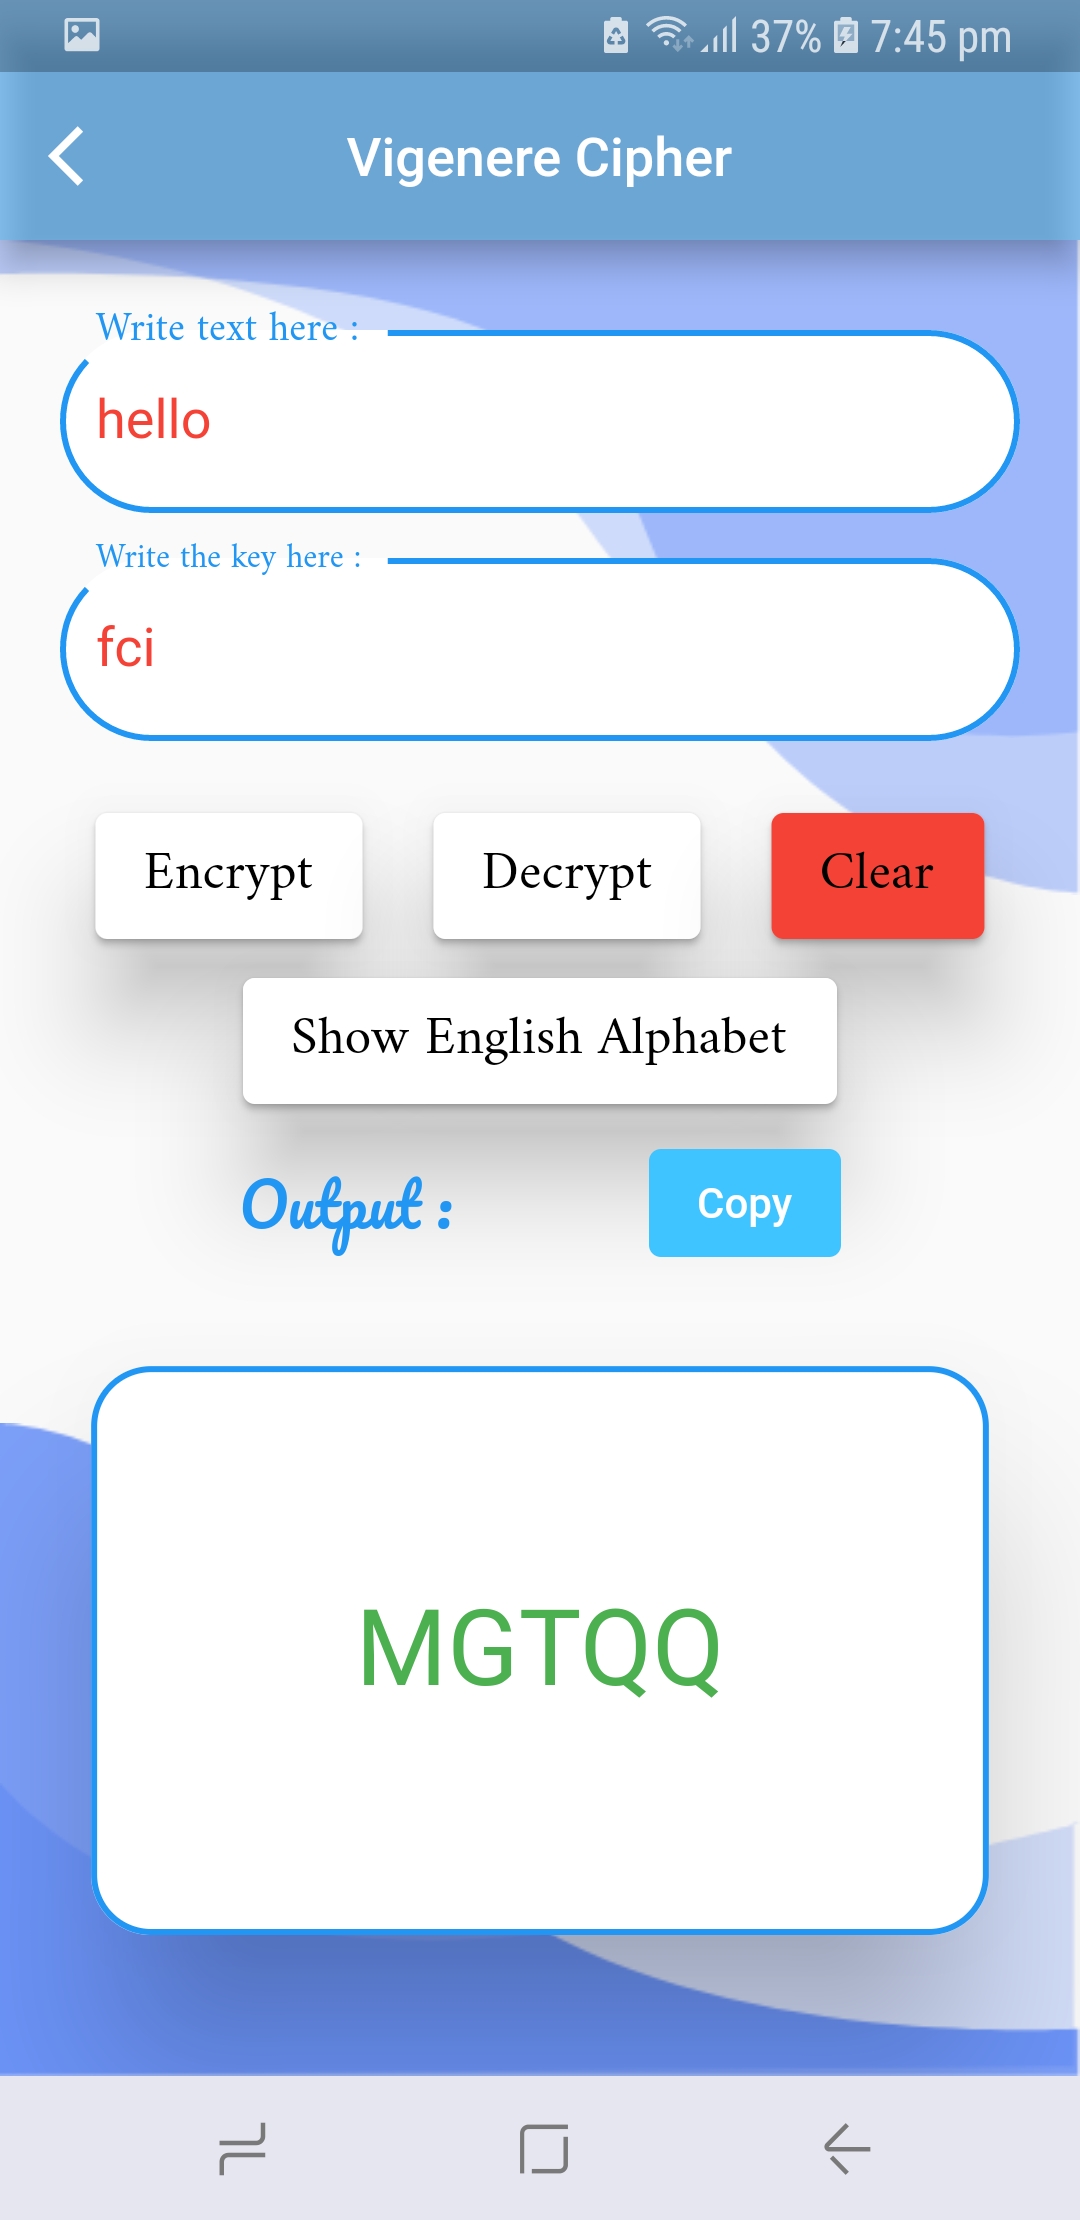 37% 7:45 pm
Vigenere Cipher
Write text here :
hello
Write the key here :
fci
Encrypt Decrypt Clear
Show English Alphabet
Output : Copy
MGTQQ